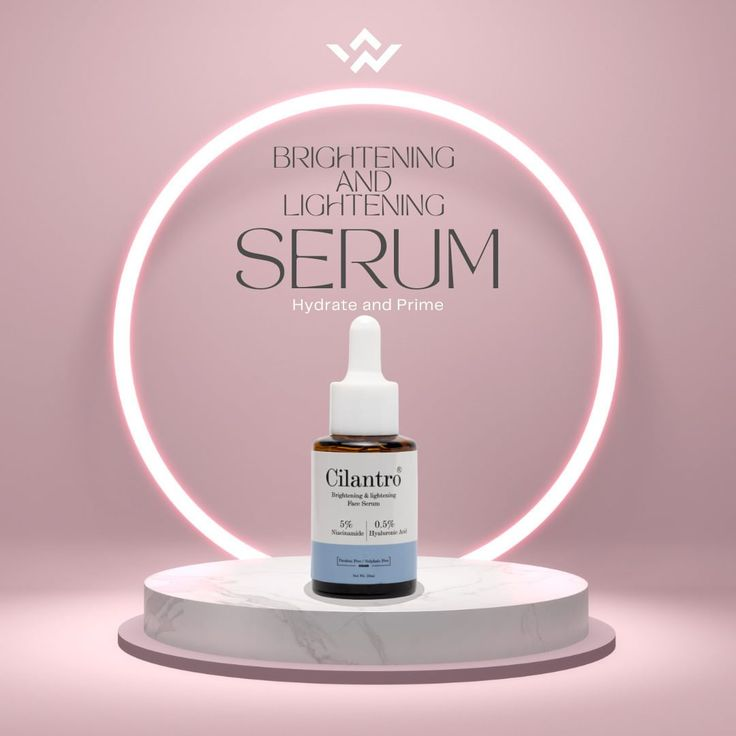 BRIGHTENING
AND
LIGHTENING
SERUM
Hydrate and Prime
Cilantro®
Brightening & lightening
Face Serum
5% 0.5%
Niacinamide Hyaluronic Acid
Paraben Free / Sulphate Free